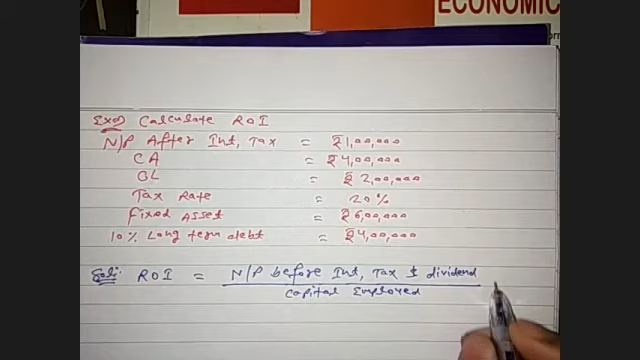 ECONOMIC
Exa) Calculate ROI
N/P After Int, Tax = ₹1,00,000
CA = ₹4,00,000
CL = ₹2,00,000
Tax Rate = 20%
Fixed Asset = ₹6,00,000
10% Long term debt = ₹4,00,000
Sol: ROI = N/P before Int, Tax & dividend
Capital Employed